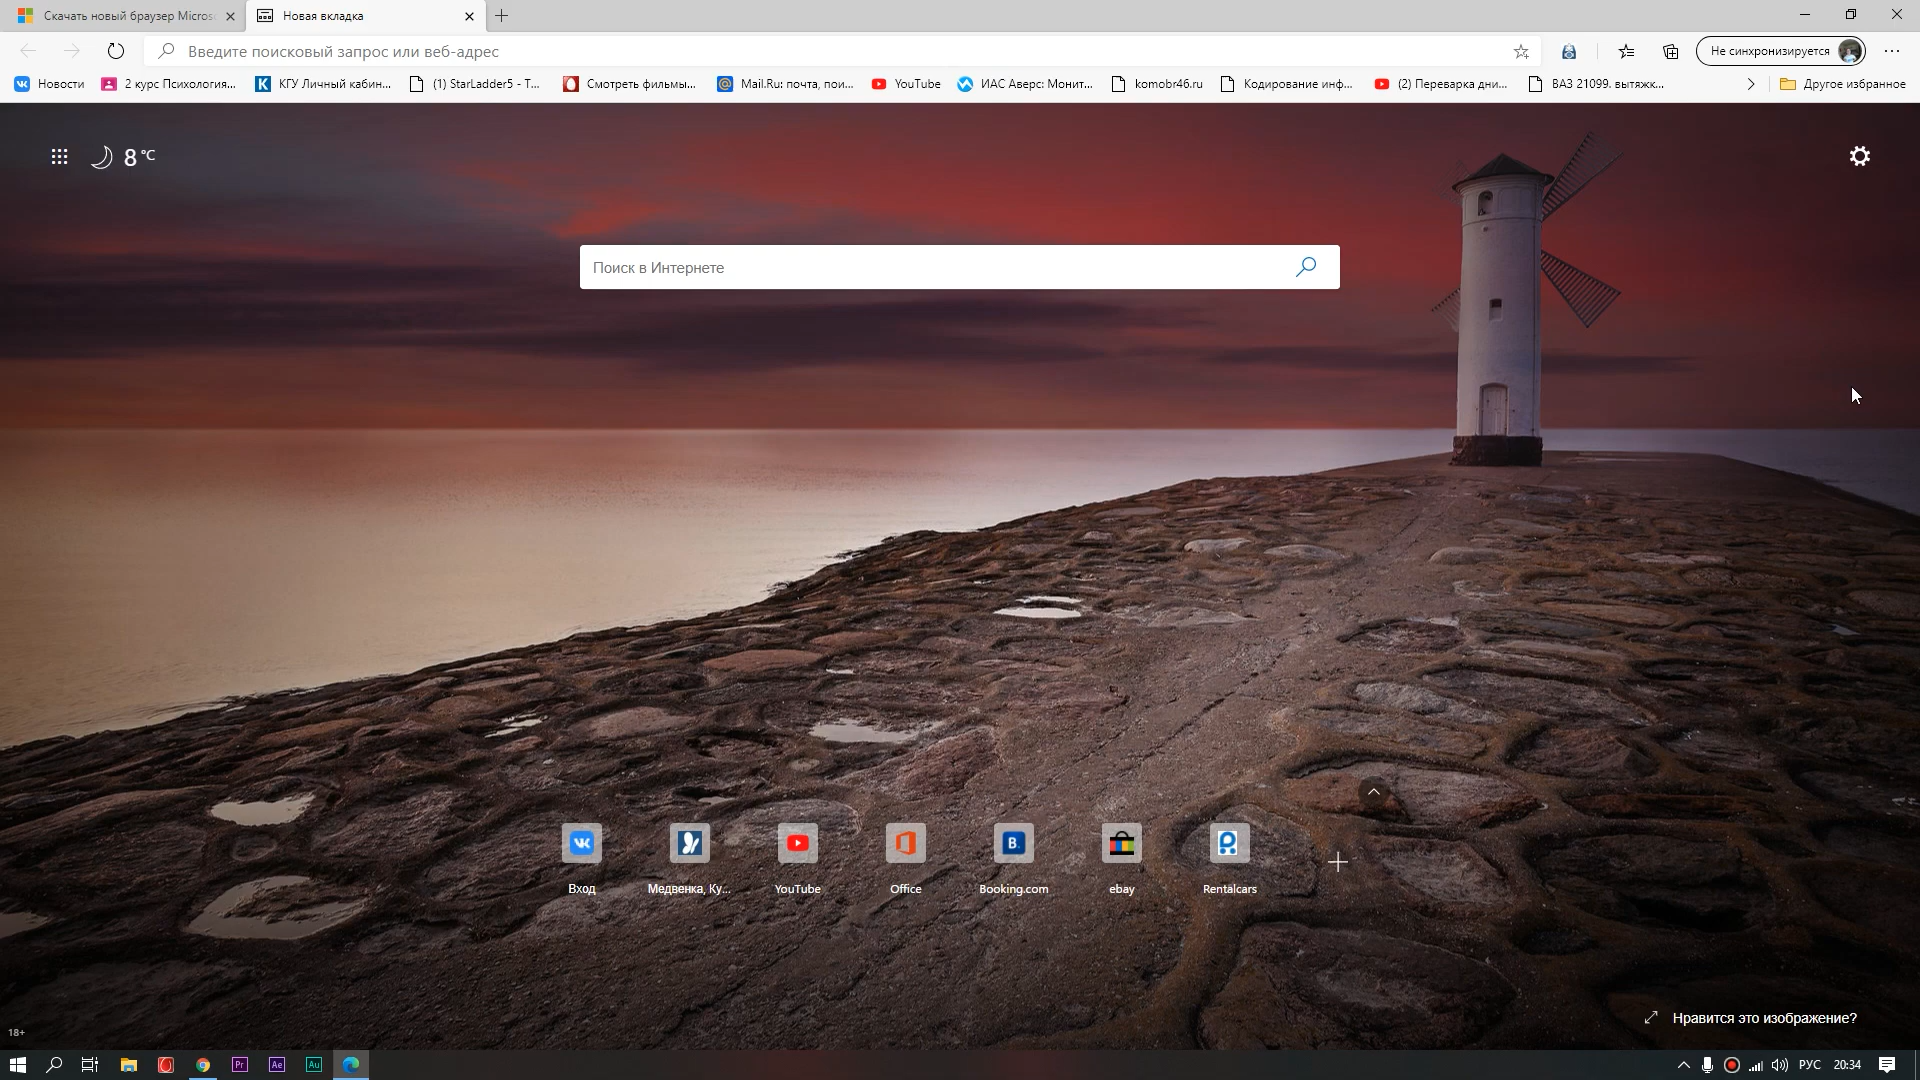 Скачать новый браузер Micros
Новая вкладка
Введите поисковый запрос или веб-адрес
Не синхронизируется
Новости
2 курс Психология...
КГУ Личный кабин...
(1) StarLadder5 - T...
Смотреть фильмы...
Mail.Ru: почта, пои...
YouTube
ИАС Аверс: Монит...
komobr46.ru
Кодирование инф...
(2) Переварка дни...
ВАЗ 21099. вытяжк...
Другое избранное
8 °C
Поиск в Интернете
B.
Вход
Медвенка, Ку...
YouTube
Office
Booking.com
ebay
Rentalcars
Нравится это изображение?
18+
Pr
Ae
Au
РУС
20:34